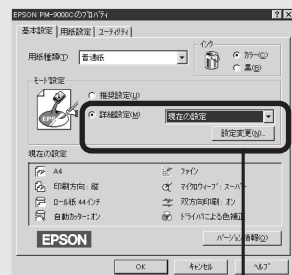 EPSON PM-9000Cのプロパティ
基本設定 用紙設定 ユーティリティ
用紙種類(T) 普通紙
インク
カラー(C)
黒(B)
モード設定
推奨設定(U)
詳細設定(M) 現在の設定
設定変更(N)...
EPS
現在の設定
A4 ファイン
印刷方向: 縦 マイクロウィーブ: スーパー
ロール紙 44インチ 双方向印刷: オン
自動カッター: オン ドライバによる色補正
EPSON
バージョン情報(O)
OK キャンセル ヘルプ